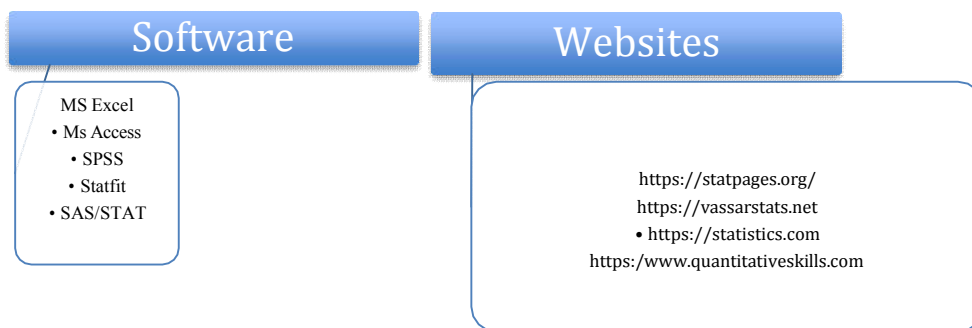 Software
MS Excel
• Ms Access
• SPSS
• Statfit
• SAS/STAT
Websites
https://statpages.org/
https://vassarstats.net
• https://statistics.com
https:/www.quantitativeskills.com